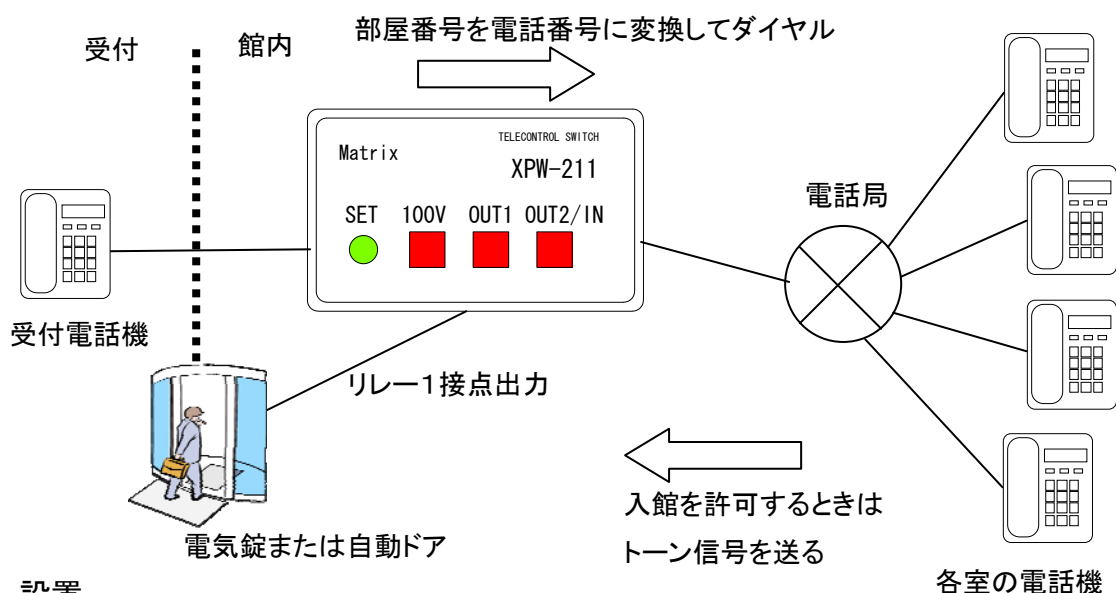 部屋番号を電話番号に変換してダイヤル
受付
館内
TELECONTROL SWITCH
Matrix
XPW-211
SET 100V OUT1 OUT2/IN
電話局
受付電話機
リレー1接点出力
入館を許可するときは
トーン信号を送る
電気錠または自動ドア
各室の電話機
設置